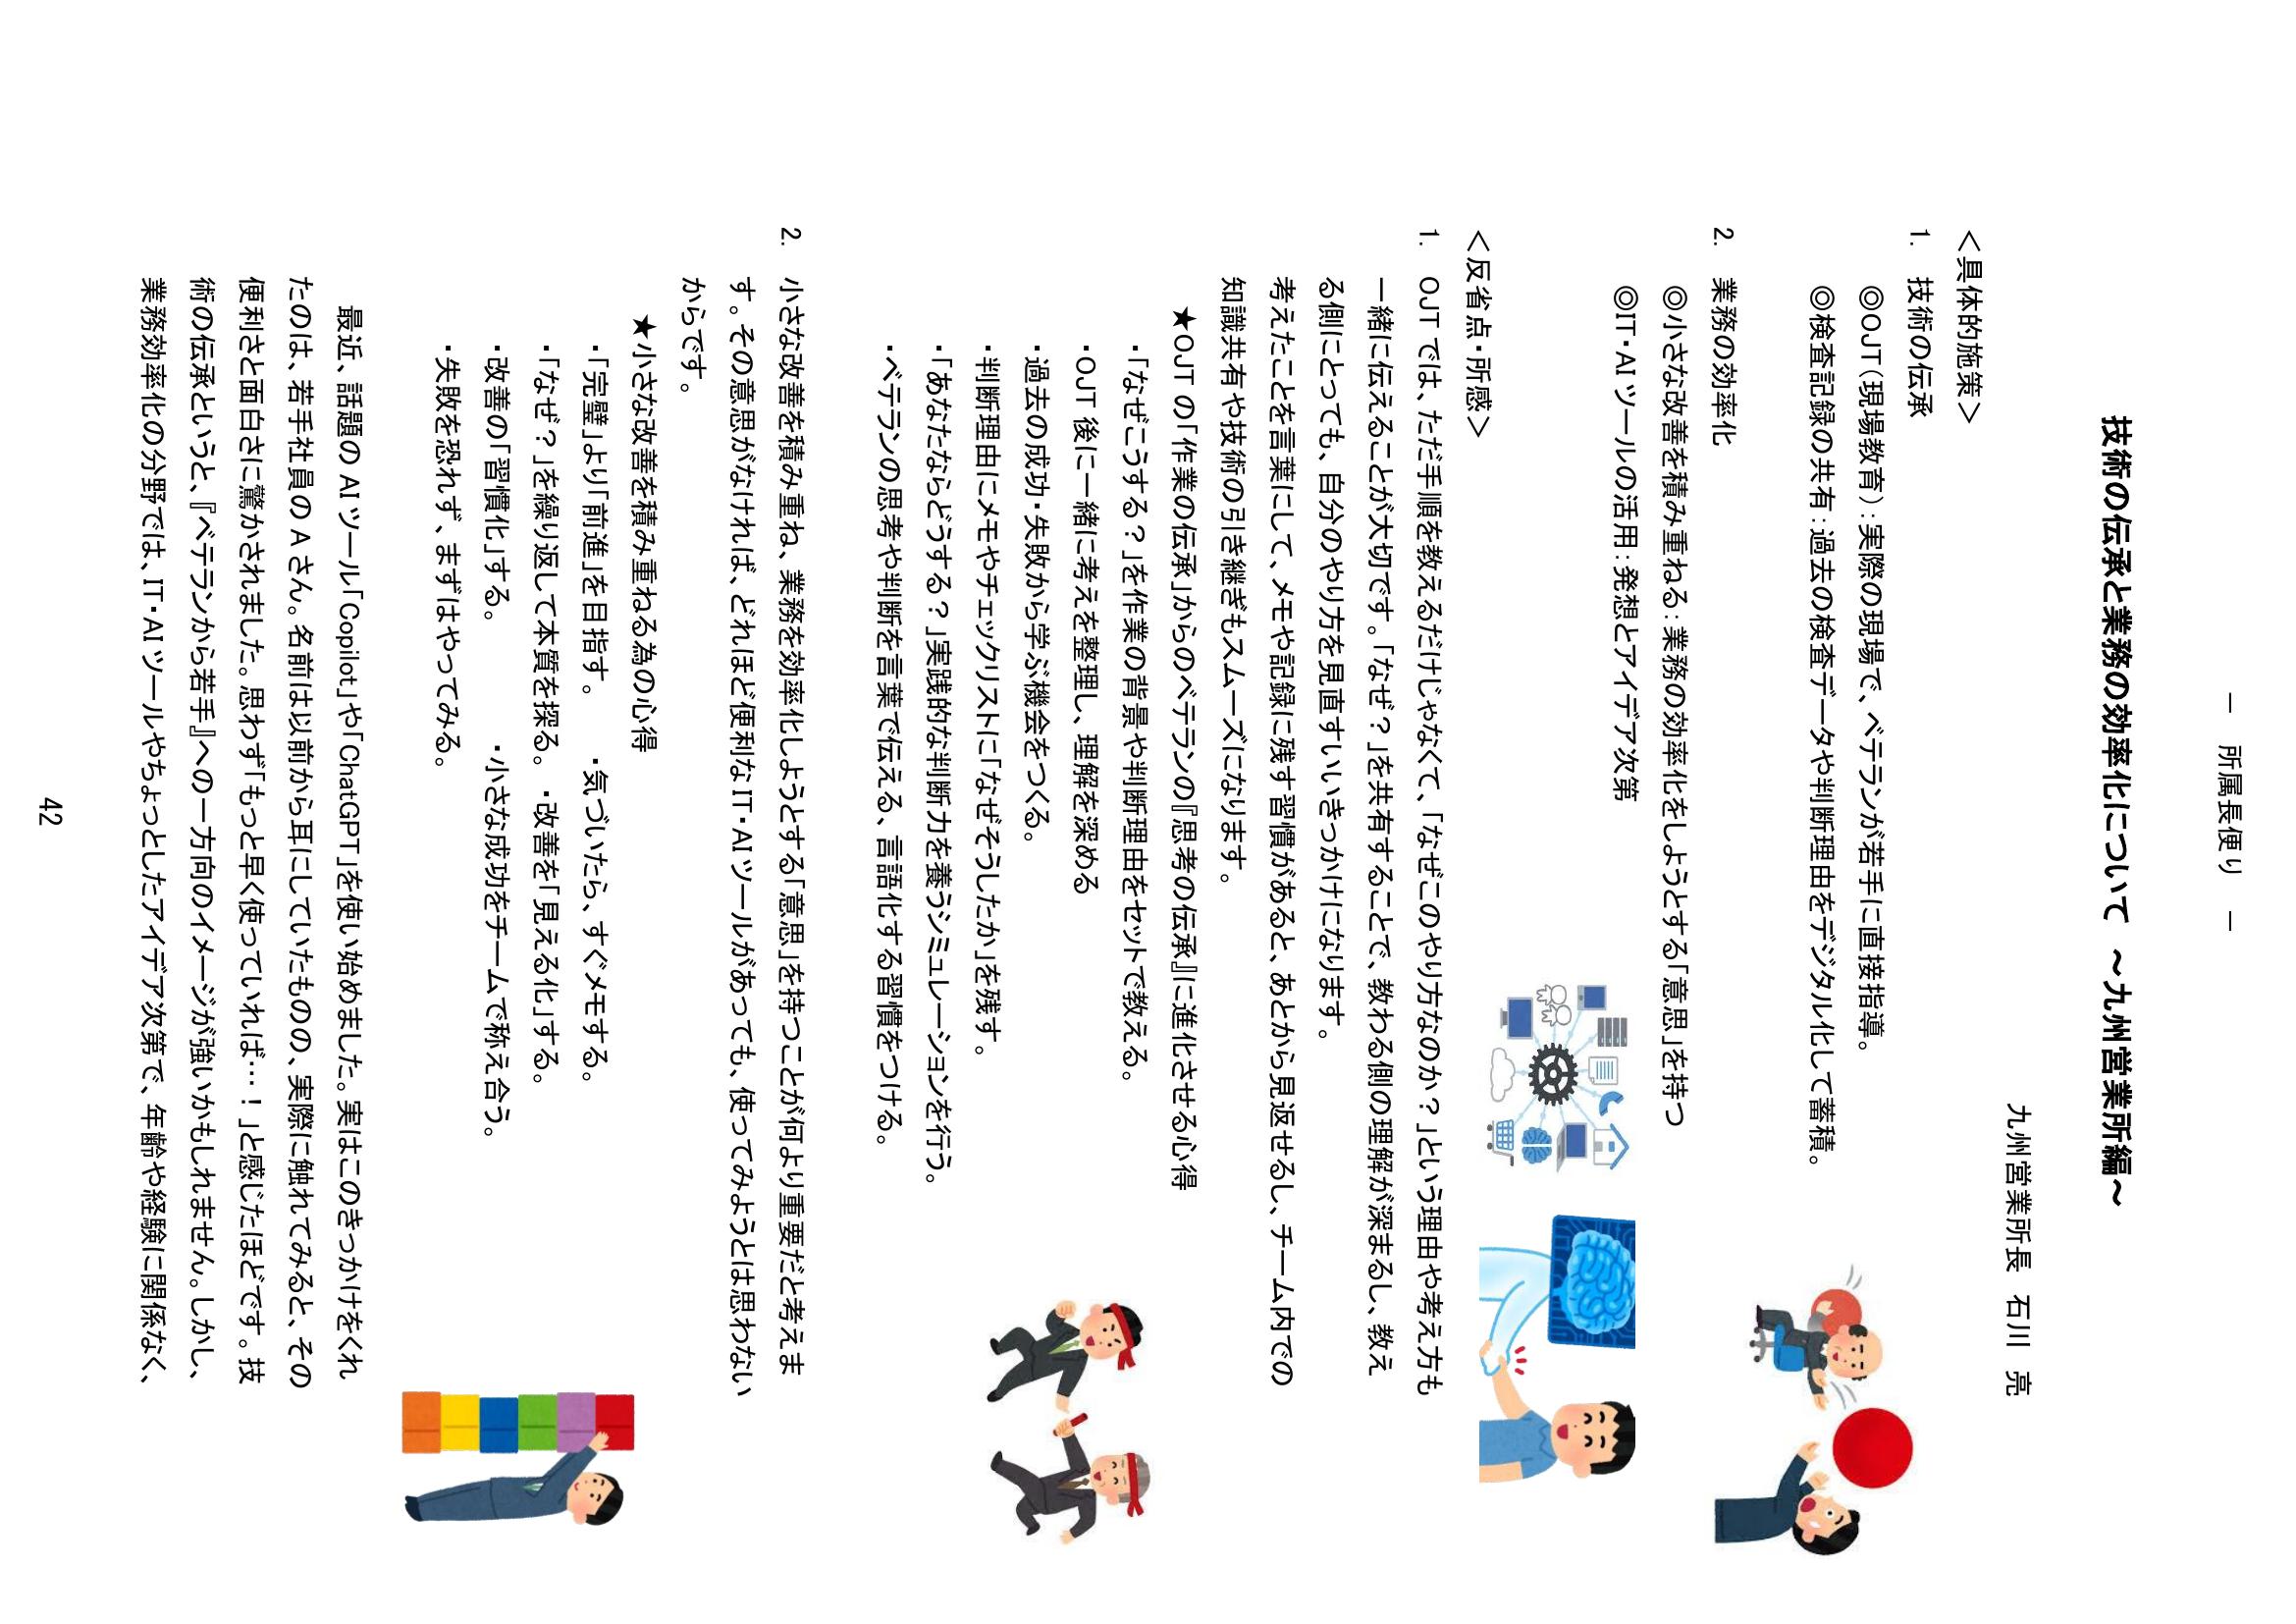 －　所属長便り　－
技術の伝承と業務の効率化について　～九州営業所編～
九州営業所長　石川　亮
＜具体的施策＞
1.　技術の伝承
◎OJT（現場教育）：実際の現場で、ベテランが若手に直接指導。
◎検査記録の共有：過去の検査データや判断理由をデジタル化して蓄積。
2.　業務の効率化
◎小さな改善を積み重ねる：業務の効率化をしようとする「意思」を持つ
◎IT・AIツールの活用：発想とアイデア次第
＜反省点・所感＞
1.　OJTでは、ただ手順を教えるだけじゃなくて、「なぜこのやり方なのか？」という理由や考え方も
一緒に伝えることが大切です。「なぜ？」を共有することで、教わる側の理解が深まるし、教え
る側にとっても、自分のやり方を見直すいいきっかけになります。
考えたことを言葉にして、メモや記録に残す習慣があると、あとから見返せるし、チーム内での
知識共有や技術の引き継ぎもスムーズになります。
★OJTの「作業の伝承」からのベテランの『思考の伝承』に進化させる心得
・「なぜこうする？」を作業の背景や判断理由をセットで教える。
・OJT後に一緒に考えを整理し、理解を深める
・過去の成功・失敗から学ぶ機会をつくる。
・判断理由にメモやチェックリストに「なぜそうしたか」を残す。
・「あなたならどうする？」実践的な判断力を養うシミュレーションを行う。
・ベテランの思考や判断を言葉で伝える、言語化する習慣をつける。
2.　小さな改善を積み重ね、業務を効率化しようとする「意思」を持つことが何より重要だと考えま
す。その意思がなければ、どれほど便利なIT・AIツールがあっても、使ってみようとは思わない
からです。
★小さな改善を積み重ねる為の心得
・「完璧」より「前進」を目指す。　・気づいたら、すぐメモする。
・「なぜ？」を繰り返して本質を探る。・改善を「見える化」する。
・改善の「習慣化」する。　・小さな成功をチームで称え合う。
・失敗を恐れず、まずはやってみる。
最近、話題のAIツール「Copilot」や「ChatGPT」を使い始めました。実はこのきっかけをくれ
たのは、若手社員のAさん。名前は以前から耳にしていたものの、実際に触れてみると、その
便利さと面白さに驚かされました。思わず「もっと早く使っていれば…！」と感じたほどです。技
術の伝承というと、『ベテランから若手』への一方向のイメージが強いかもしれません。しかし、
業務効率化の分野では、IT・AIツールやちょっとしたアイデア次第で、年齢や経験に関係なく、
42